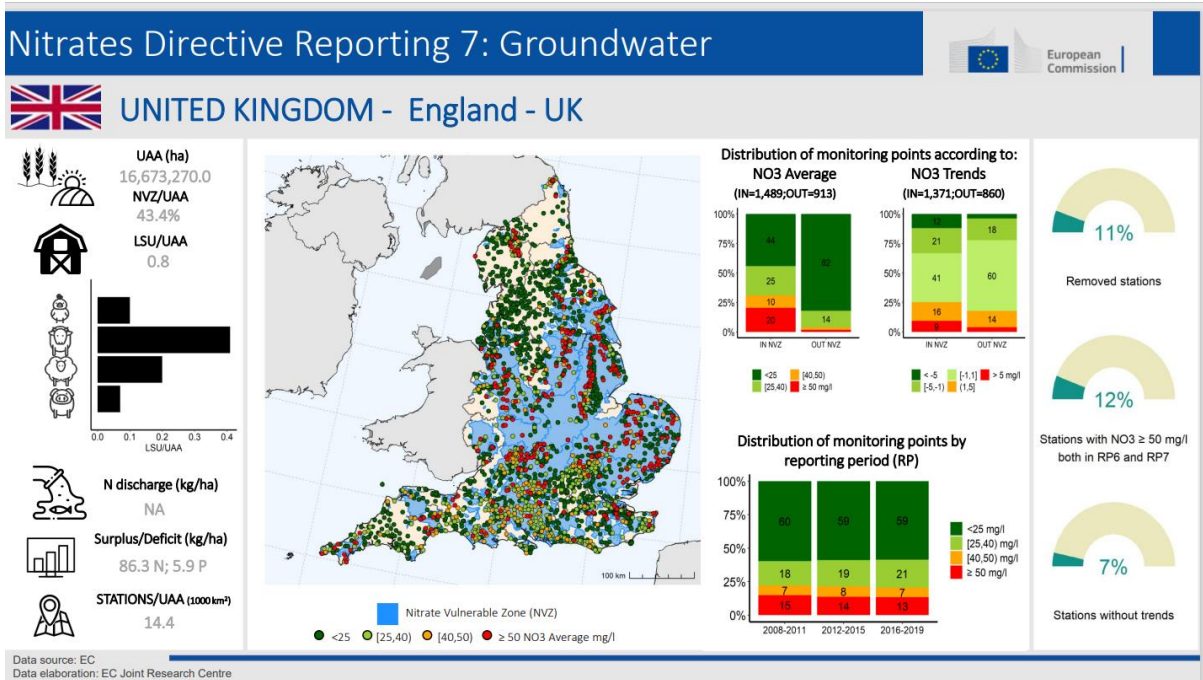 Nitrates Directive Reporting 7: Groundwater
European
Commission
UNITED KINGDOM - England - UK
UAA (ha)
16,673,270.0
NVZ/UAA
43.4%
LSU/UAA
0.8
0.0 0.1 0.2 0.3 0.4
LSU/UAA
N discharge (kg/ha)
NA
Surplus/Deficit (kg/ha)
86.3 N; 5.9 P
STATIONS/UAA (1000 km²)
14.4
100 km
Nitrate Vulnerable Zone (NVZ)
<25 [25,40) [40,50) ≥ 50 NO3 Average mg/l
Distribution of monitoring points according to:
NO3 Average
(IN=1,489;OUT=913)
100%
75%
50%
25%
0%
44
25
10
20
82
14
IN NVZ OUT NVZ
<25 [40,50)
[25,40) ≥ 50 mg/l
NO3 Trends
(IN=1,371;OUT=860)
100%
75%
50%
25%
0%
12
21
41
16
9
18
60
14
IN NVZ OUT NVZ
< -5 [-1,1] > 5 mg/l
[-5,-1) (1,5]
Distribution of monitoring points by
reporting period (RP)
100%
75%
50%
25%
0%
60 59 59
18 19 21
7 8 7
15 14 13
2008-2011 2012-2015 2016-2019
<25 mg/l
[25,40) mg/l
[40,50) mg/l
≥ 50 mg/l
11%
Removed stations
12%
Stations with NO3 ≥ 50 mg/l
both in RP6 and RP7
7%
Stations without trends
Data source: EC
Data elaboration: EC Joint Research Centre